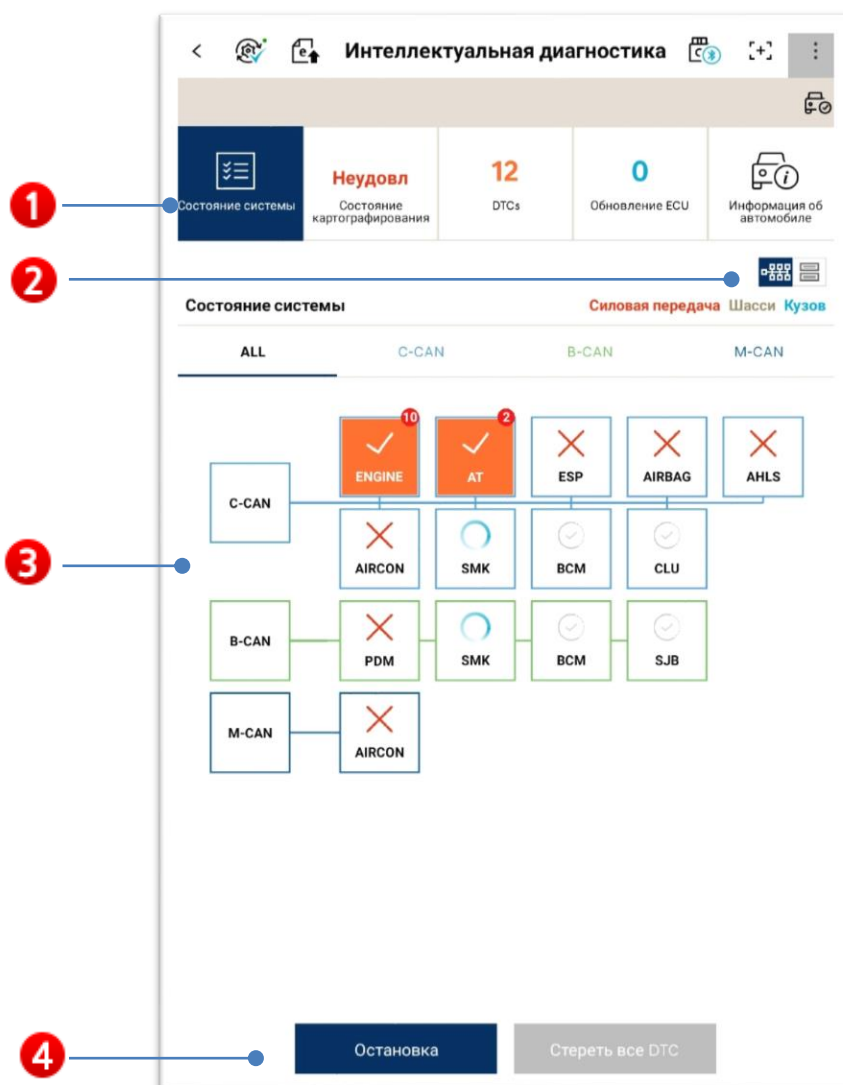 Интеллектуальная диагностика
Состояние системы
Неудовл
Состояние
картографирования
12
DTCs
0
Обновление ECU
Информация об
автомобиле
1
2
Состояние системы
Силовая передача Шасси Кузов
ALL C-CAN B-CAN M-CAN
10 2
ENGINE AT ESP AIRBAG AHLS
C-CAN
AIRCON SMK BCM CLU
3
B-CAN
PDM SMK BCM SJB
M-CAN
AIRCON
4
Остановка Стереть все DTC